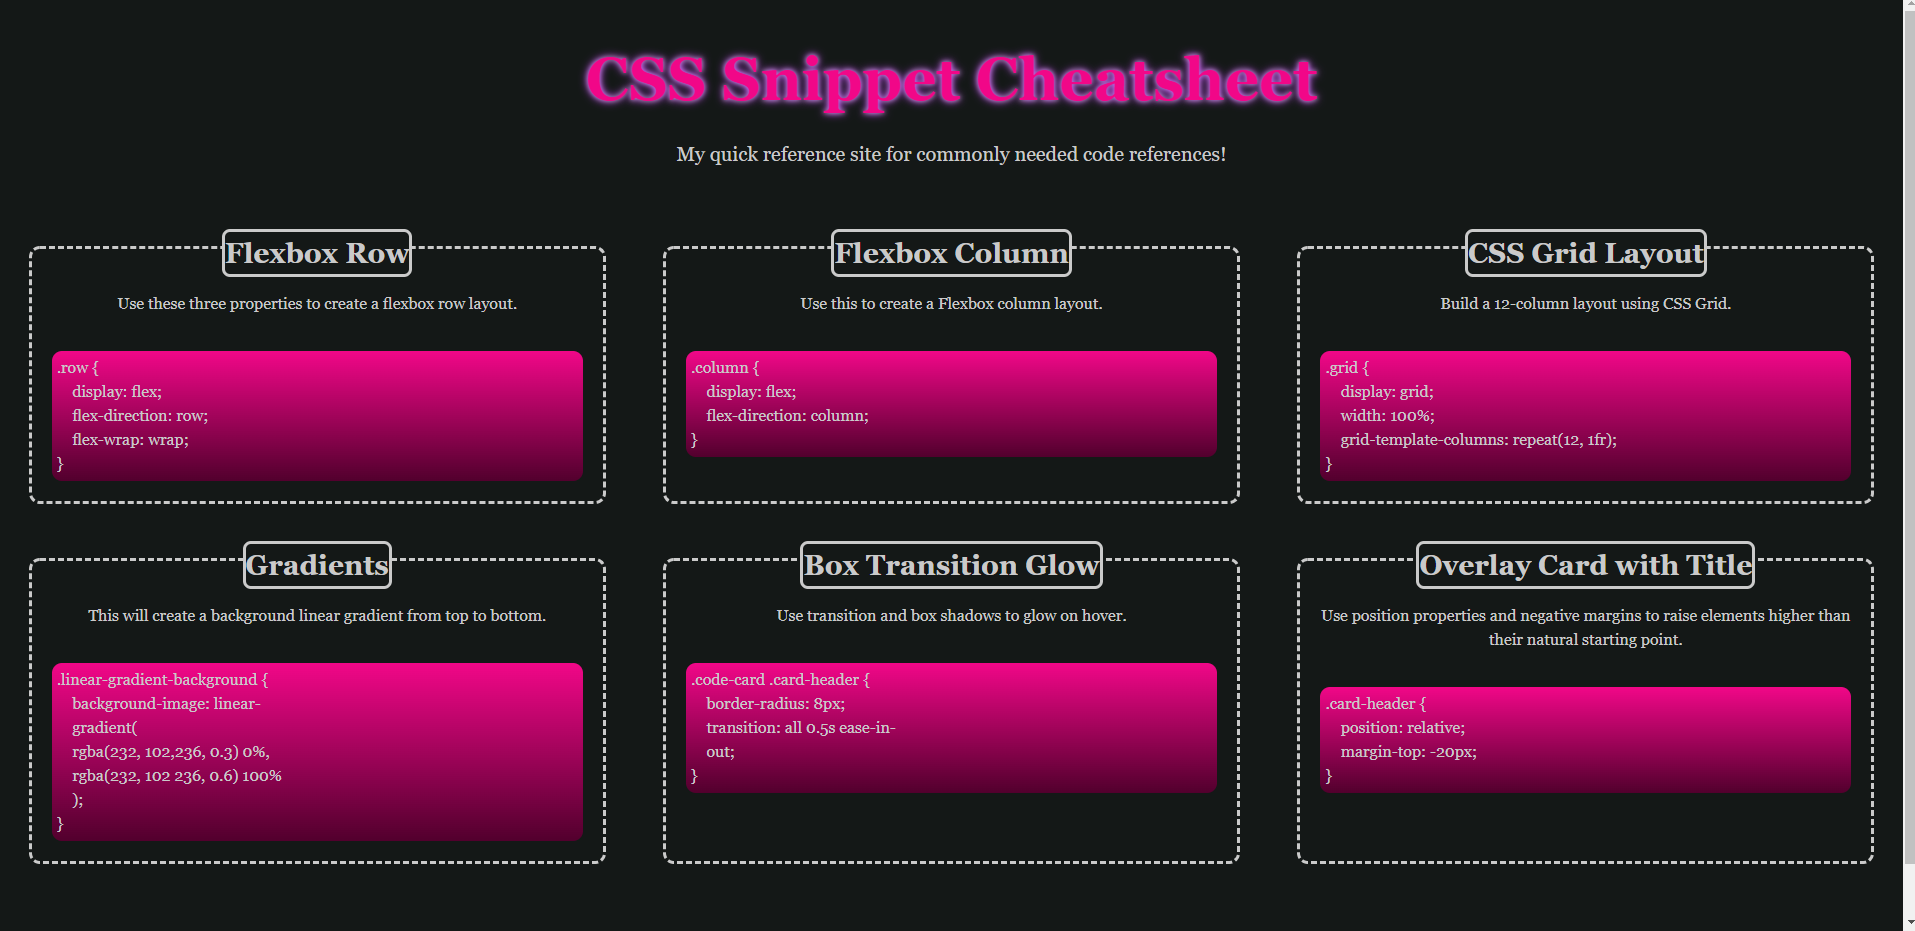 CSS Snippet Cheatsheet
My quick reference site for commonly needed code references!
Flexbox Row
Use these three properties to create a flexbox row layout.
.row {
display: flex;
flex-direction: row;
flex-wrap: wrap;
}
Flexbox Column
Use this to create a Flexbox column layout.
.column {
display: flex;
flex-direction: column;
}
CSS Grid Layout
Build a 12-column layout using CSS Grid.
.grid {
display: grid;
width: 100%;
grid-template-columns: repeat(12, 1fr);
}
Gradients
This will create a background linear gradient from top to bottom.
.linear-gradient-background {
background-image: linear-
gradient(
rgba(232, 102,236, 0.3) 0%,
rgba(232, 102 236, 0.6) 100%
);
}
Box Transition Glow
Use transition and box shadows to glow on hover.
.code-card .card-header {
border-radius: 8px;
transition: all 0.5s ease-in-
out;
}
Overlay Card with Title
Use position properties and negative margins to raise elements higher than
their natural starting point.
.card-header {
position: relative;
margin-top: -20px;
}